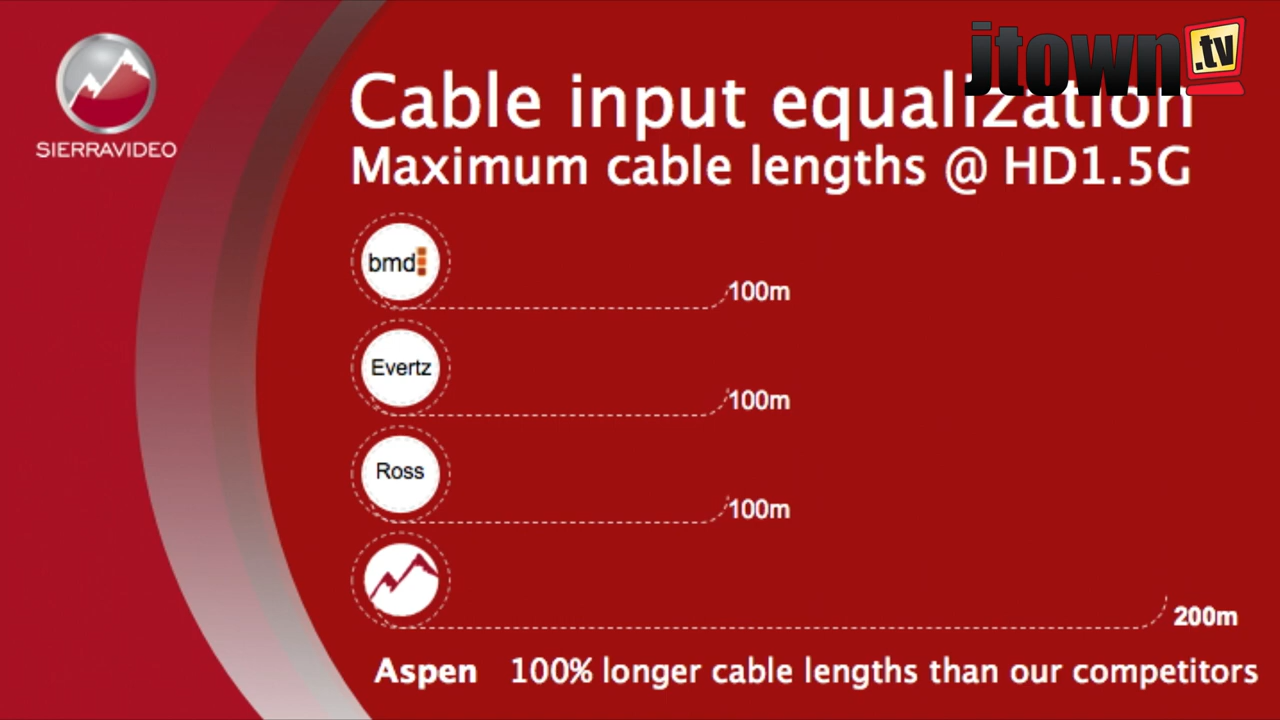 jtown.tv
SIERRAVIDEO
Cable input equalization
Maximum cable lengths @ HD1.5G
bmd
100m
Evertz
100m
Ross
100m
200m
Aspen 100% longer cable lengths than our competitors